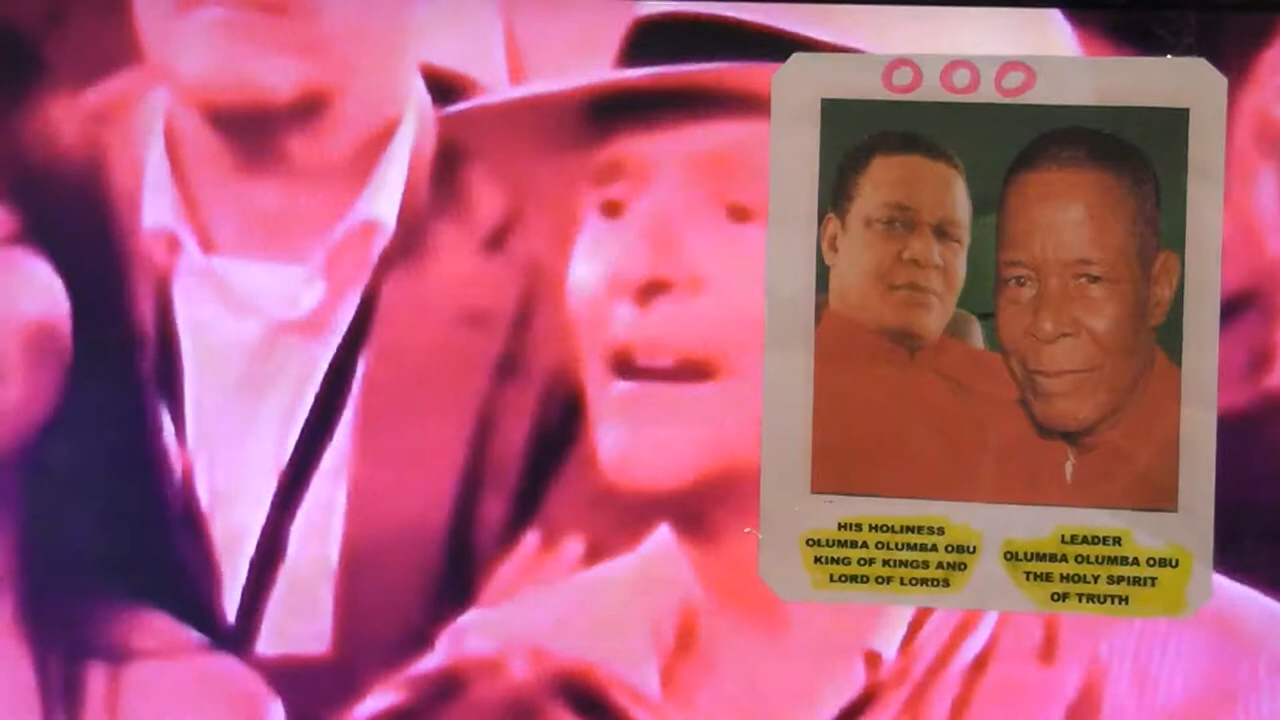 O O O
HIS HOLINESS
OLUMBA OLUMBA OBU
KING OF KINGS AND
LORD OF LORDS
LEADER
OLUMBA OLUMBA OBU
THE HOLY SPIRIT
OF TRUTH